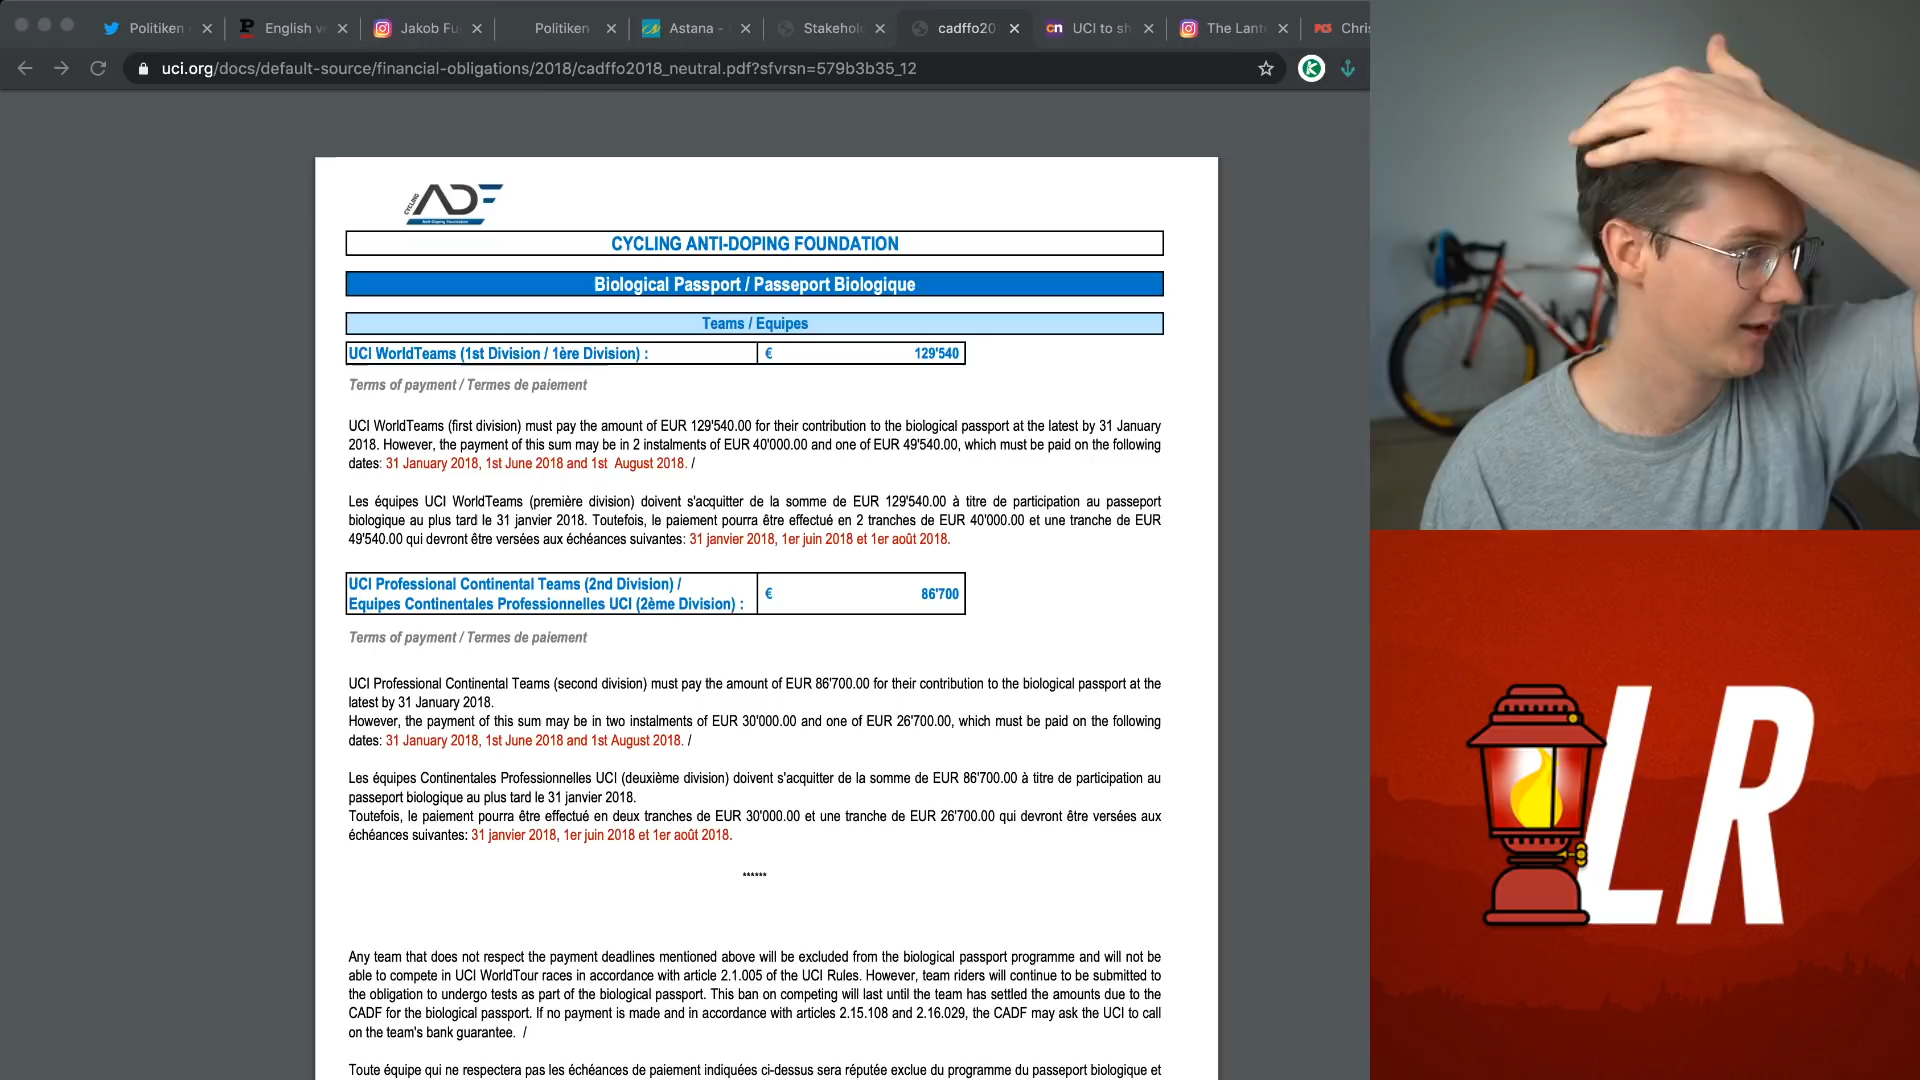 Politiken
English v
Jakob Fu
Politiken
Astana -
Stakehol
cadffo20
cn UCI to sh
The Lant
PCS Chris
uci.org/docs/default-source/financial-obligations/2018/cadffo2018_neutral.pdf?sfvrsn=579b3b35_12
CYCLING ADF
Anti-Doping Foundation
CYCLING ANTI-DOPING FOUNDATION
Biological Passport / Passeport Biologique
Teams / Equipes
UCI WorldTeams (1st Division / 1ère Division) : € 129'540
Terms of payment / Termes de paiement
UCI WorldTeams (first division) must pay the amount of EUR 129'540.00 for their contribution to the biological passport at the latest by 31 January
2018. However, the payment of this sum may be in 2 instalments of EUR 40'000.00 and one of EUR 49'540.00, which must be paid on the following
dates: 31 January 2018, 1st June 2018 and 1st August 2018. /
Les équipes UCI WorldTeams (première division) doivent s'acquitter de la somme de EUR 129'540.00 à titre de participation au passeport
biologique au plus tard le 31 janvier 2018. Toutefois, le paiement pourra être effectué en 2 tranches de EUR 40'000.00 et une tranche de EUR
49'540.00 qui devront être versées aux échéances suivantes: 31 janvier 2018, 1er juin 2018 et 1er août 2018.
UCI Professional Continental Teams (2nd Division) /
Equipes Continentales Professionnelles UCI (2ème Division) : € 86'700
Terms of payment / Termes de paiement
UCI Professional Continental Teams (second division) must pay the amount of EUR 86'700.00 for their contribution to the biological passport at the
latest by 31 January 2018.
However, the payment of this sum may be in two instalments of EUR 30'000.00 and one of EUR 26'700.00, which must be paid on the following
dates: 31 January 2018, 1st June 2018 and 1st August 2018. /
Les équipes Continentales Professionnelles UCI (deuxième division) doivent s'acquitter de la somme de EUR 86'700.00 à titre de participation au
passeport biologique au plus tard le 31 janvier 2018.
Toutefois, le paiement pourra être effectué en deux tranches de EUR 30'000.00 et une tranche de EUR 26'700.00 qui devront être versées aux
échéances suivantes: 31 janvier 2018, 1er juin 2018 et 1er août 2018.
******
Any team that does not respect the payment deadlines mentioned above will be excluded from the biological passport programme and will not be
able to compete in UCI WorldTour races in accordance with article 2.1.005 of the UCI Rules. However, team riders will continue to be submitted to
the obligation to undergo tests as part of the biological passport. This ban on competing will last until the team has settled the amounts due to the
CADF for the biological passport. If no payment is made and in accordance with articles 2.15.108 and 2.16.029, the CADF may ask the UCI to call
on the team's bank guarantee. /
Toute équipe qui ne respectera pas les échéances de paiement indiquées ci-dessus sera réputée exclue du programme du passeport biologique et
LR